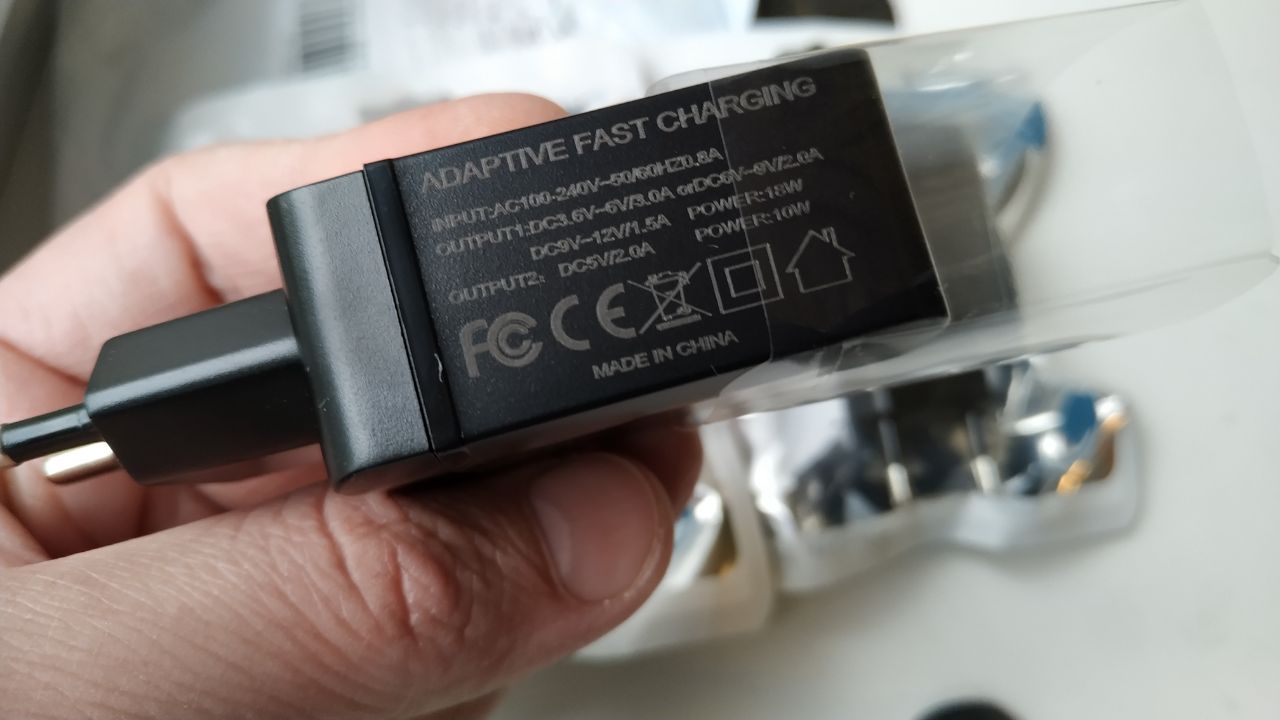 ADAPTIVE FAST CHARGING
INPUT:AC100-240V~50/60HZ0.8A
OUTPUT1:DC3.6V~6V/3.0A orDC6V~9V/2.0A
DC9V~12V/1.5A POWER:18W
OUTPUT2: DC5V/2.0A POWER:10W
FC CE
MADE IN CHINA